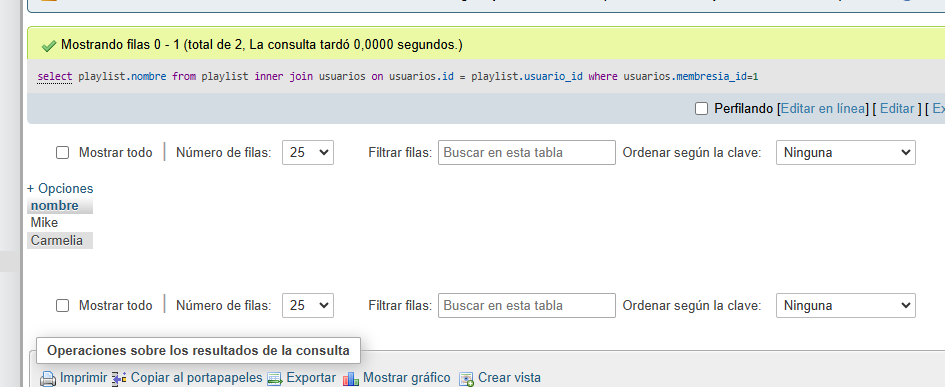 Mostrando filas 0 - 1 (total de 2, La consulta tardó 0,0000 segundos.)
select playlist.nombre from playlist inner join usuarios on usuarios.id = playlist.usuario_id where usuarios.membresia_id=1
Perfilando [Editar en línea] [ Editar ] [ Ex
Mostrar todo | Número de filas: 25 Filtrar filas: Buscar en esta tabla Ordenar según la clave: Ninguna
+ Opciones
nombre
Mike
Carmelia
Mostrar todo | Número de filas: 25 Filtrar filas: Buscar en esta tabla Ordenar según la clave: Ninguna
Operaciones sobre los resultados de la consulta
Imprimir Copiar al portapapeles Exportar Mostrar gráfico Crear vista